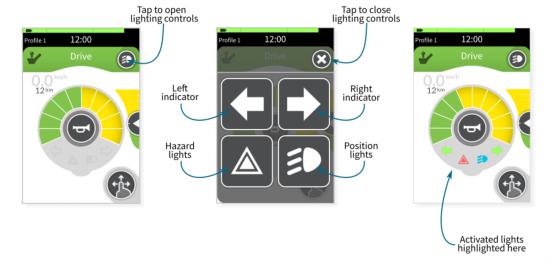 Tap to open
lighting controls
Tap to close
lighting controls
Profile 1 12:00
Drive
0.0 km/h
12 km
Profile 1 12:00
Drive
Left
indicator
Right
indicator
Hazard
lights
Position
lights
Profile 1 12:00
Drive
0.0 km/h
12 km
Activated lights
highlighted here